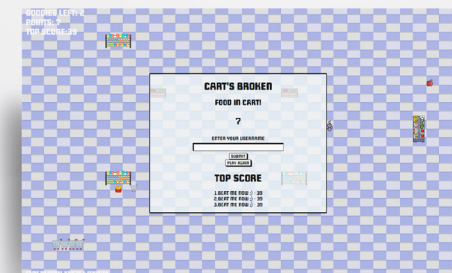 GOODIES LEFT: 2
POINTS: 7
TOP SCORE: 39
CART'S BROKEN
FOOD IN CART!
7
ENTER YOUR USERNAME
SUBMIT
PLAY AGAIN
TOP SCORE
1.BEAT ME NOW ;) - 39
2.BEAT ME NOW ;) - 39
3.BEAT ME NOW ;) - 39